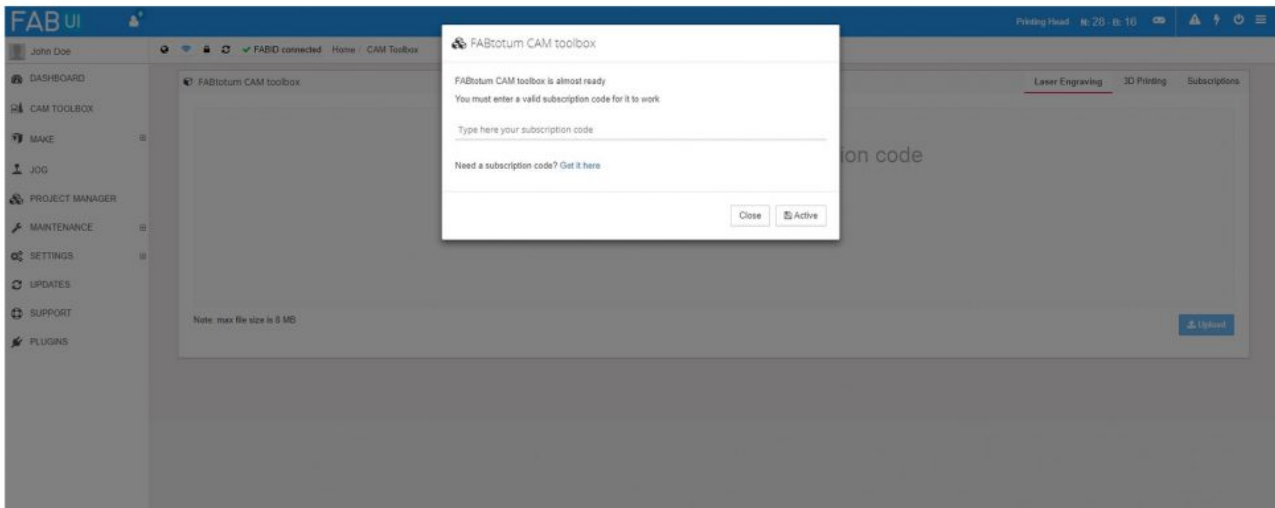 FABUI
Printing Head N: 28 - B: 16
John Doe
FABID connected Home / CAM Toolbox
DASHBOARD
CAM TOOLBOX
MAKE
JOG
PROJECT MANAGER
MAINTENANCE
SETTINGS
UPDATES
SUPPORT
PLUGINS
FABtotum CAM toolbox
Laser Engraving 3D Printing Subscriptions
ion code
Note: max file size is 8 MB
Upload
FABtotum CAM toolbox
FABtotum CAM toolbox is almost ready
You must enter a valid subscription code for it to work
Type here your subscription code
Need a subscription code? Get it here
Close Active